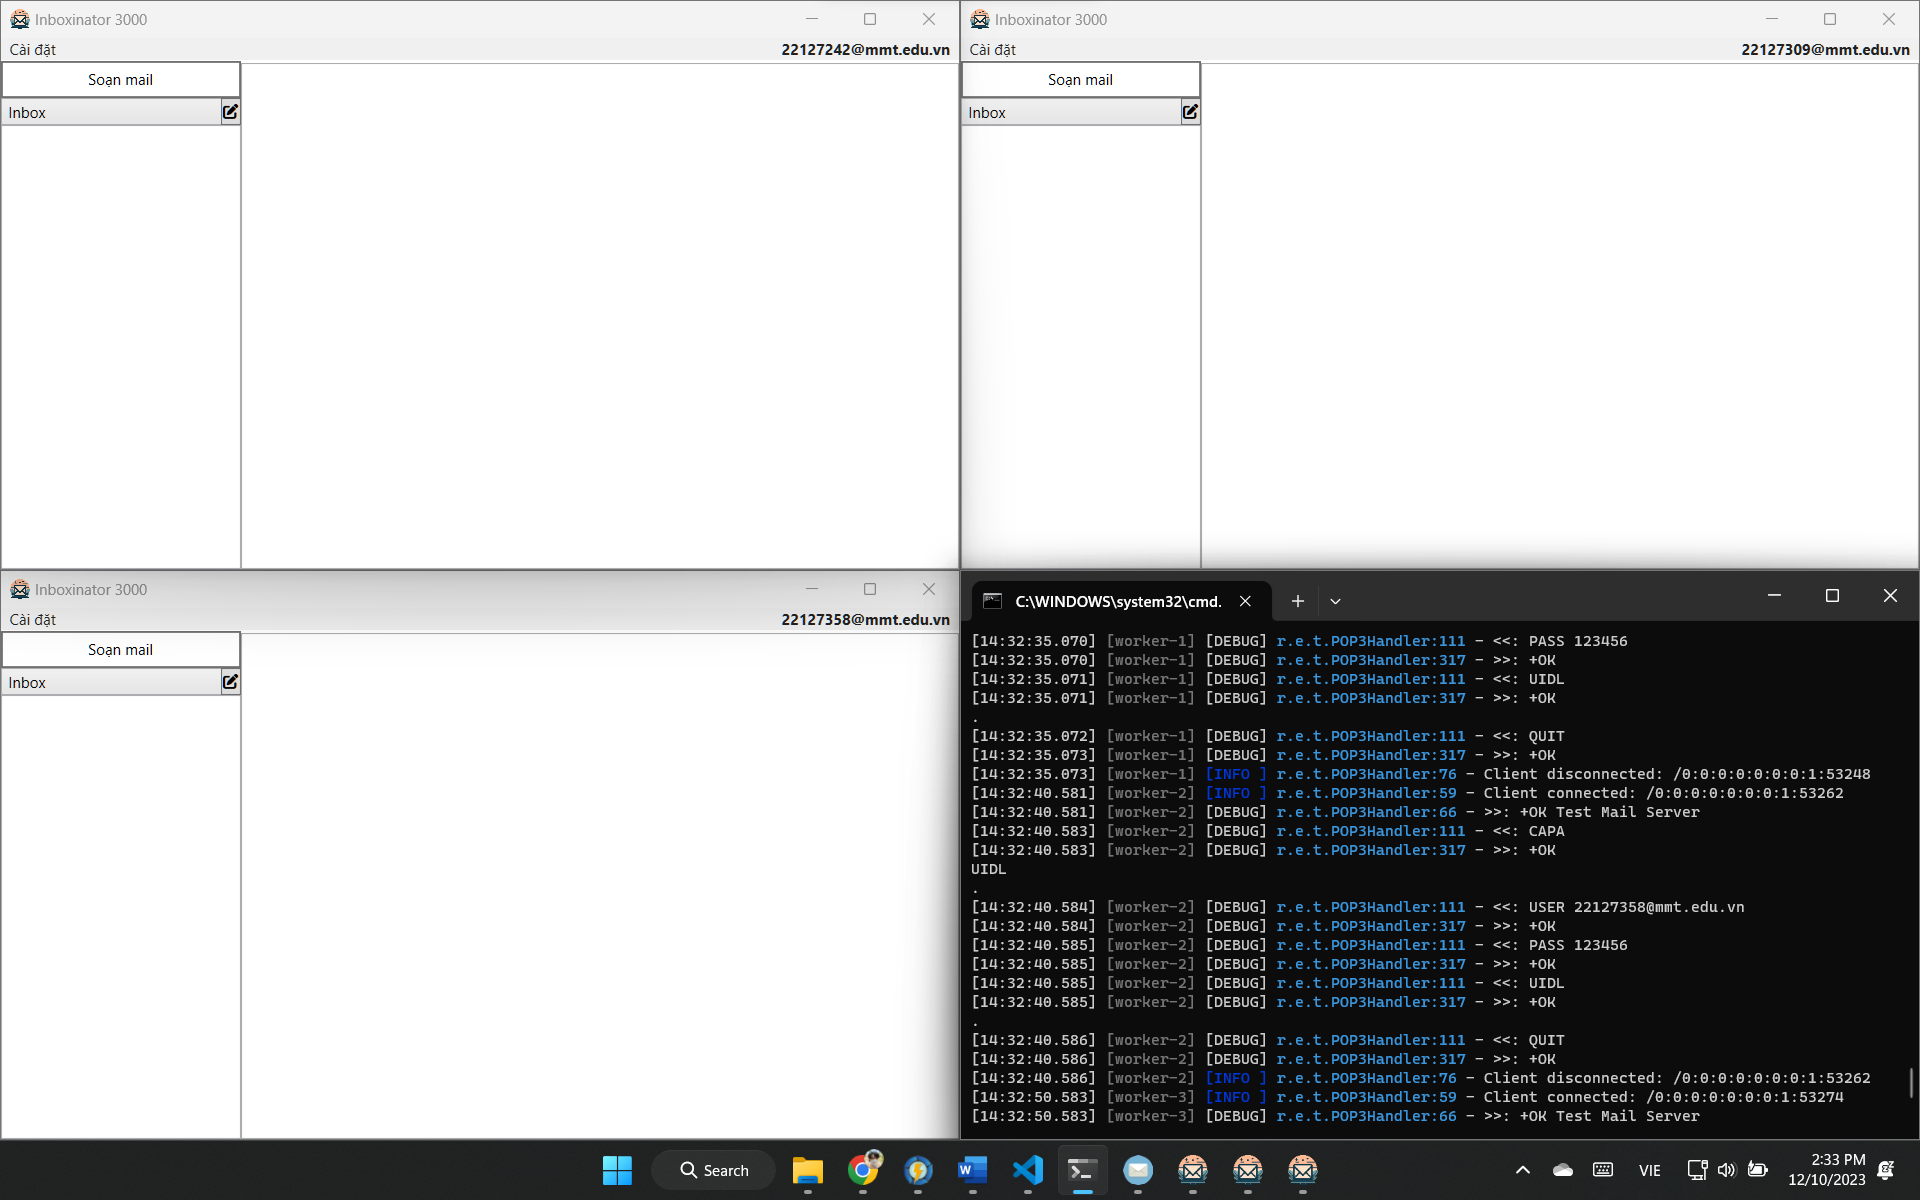 Inboxinator 3000
Cài đặt 22127242@mmt.edu.vn
Soạn mail
Inbox
Inboxinator 3000
Cài đặt 22127309@mmt.edu.vn
Soạn mail
Inbox
Inboxinator 3000
Cài đặt 22127358@mmt.edu.vn
Soạn mail
Inbox
C:\WINDOWS\system32\cmd.
[14:32:35.070] [worker-1] [DEBUG] r.e.t.POP3Handler:111 - <<: PASS 123456
[14:32:35.070] [worker-1] [DEBUG] r.e.t.POP3Handler:317 - >>: +OK
[14:32:35.071] [worker-1] [DEBUG] r.e.t.POP3Handler:111 - <<: UIDL
[14:32:35.071] [worker-1] [DEBUG] r.e.t.POP3Handler:317 - >>: +OK
.
[14:32:35.072] [worker-1] [DEBUG] r.e.t.POP3Handler:111 - <<: QUIT
[14:32:35.073] [worker-1] [DEBUG] r.e.t.POP3Handler:317 - >>: +OK
[14:32:35.073] [worker-1] [INFO ] r.e.t.POP3Handler:76 - Client disconnected: /0:0:0:0:0:0:0:1:53248
[14:32:40.581] [worker-2] [INFO ] r.e.t.POP3Handler:59 - Client connected: /0:0:0:0:0:0:0:1:53262
[14:32:40.581] [worker-2] [DEBUG] r.e.t.POP3Handler:66 - >>: +OK Test Mail Server
[14:32:40.583] [worker-2] [DEBUG] r.e.t.POP3Handler:111 - <<: CAPA
[14:32:40.583] [worker-2] [DEBUG] r.e.t.POP3Handler:317 - >>: +OK
UIDL
.
[14:32:40.584] [worker-2] [DEBUG] r.e.t.POP3Handler:111 - <<: USER 22127358@mmt.edu.vn
[14:32:40.584] [worker-2] [DEBUG] r.e.t.POP3Handler:317 - >>: +OK
[14:32:40.585] [worker-2] [DEBUG] r.e.t.POP3Handler:111 - <<: PASS 123456
[14:32:40.585] [worker-2] [DEBUG] r.e.t.POP3Handler:317 - >>: +OK
[14:32:40.585] [worker-2] [DEBUG] r.e.t.POP3Handler:111 - <<: UIDL
[14:32:40.585] [worker-2] [DEBUG] r.e.t.POP3Handler:317 - >>: +OK
.
[14:32:40.586] [worker-2] [DEBUG] r.e.t.POP3Handler:111 - <<: QUIT
[14:32:40.586] [worker-2] [DEBUG] r.e.t.POP3Handler:317 - >>: +OK
[14:32:40.586] [worker-2] [INFO ] r.e.t.POP3Handler:76 - Client disconnected: /0:0:0:0:0:0:0:1:53262
[14:32:50.583] [worker-3] [INFO ] r.e.t.POP3Handler:59 - Client connected: /0:0:0:0:0:0:0:1:53274
[14:32:50.583] [worker-3] [DEBUG] r.e.t.POP3Handler:66 - >>: +OK Test Mail Server
Search
VIE
2:33 PM
12/10/2023